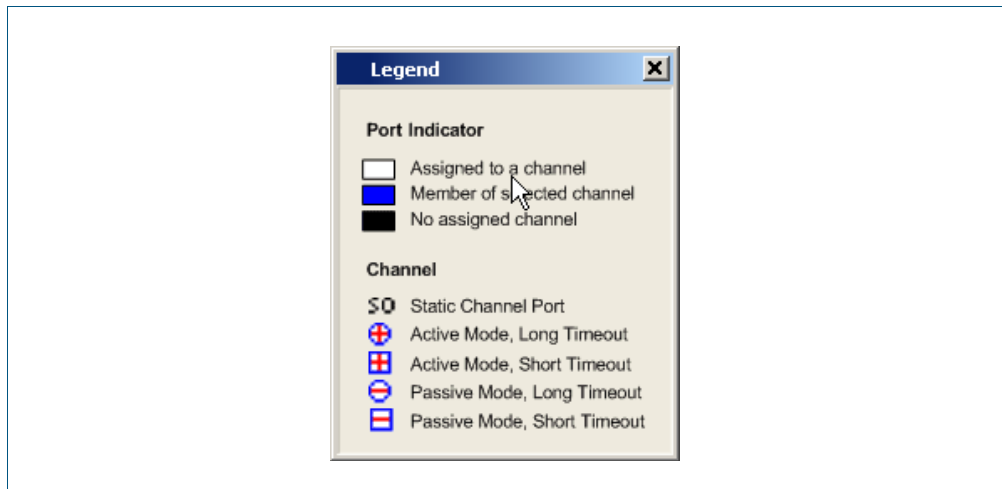 Legend
Port Indicator
Assigned to a channel
Member of selected channel
No assigned channel
Channel
SO Static Channel Port
Active Mode, Long Timeout
Active Mode, Short Timeout
Passive Mode, Long Timeout
Passive Mode, Short Timeout